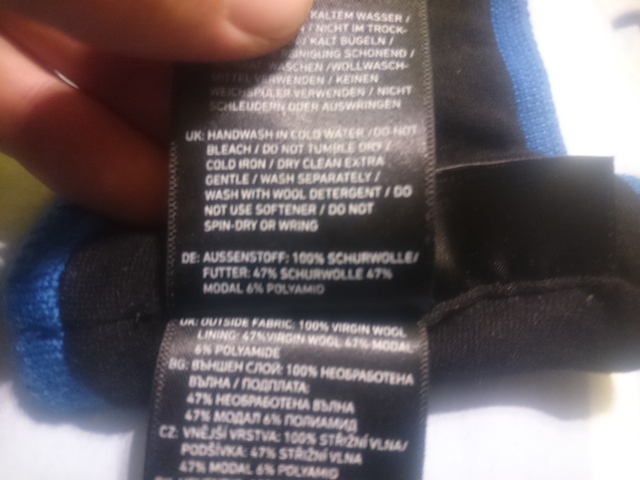 KALTEM WASSER /
/ NICHT IM TROCK-
/ KALT BÜGELN /
REINIGUNG SCHONEND /
WASCHEN /WOLLWASCH-
MITTEL VERWENDEN / KEINEN
WEICHSPÜLER VERWENDEN / NICHT
SCHLEUDERN ODER AUSWRINGEN
UK: HANDWASH IN COLD WATER /DO NOT
BLEACH / DO NOT TUMBLE DRY /
COLD IRON / DRY CLEAN EXTRA
GENTLE / WASH SEPARATELY /
WASH WITH WOOL DETERGENT / DO
NOT USE SOFTENER / DO NOT
SPIN-DRY OR WRING
DE: AUSSENSTOFF: 100% SCHURWOLLE/
FUTTER: 47% SCHURWOLLE 47%
MODAL 6% POLYAMID
UK: OUTSIDE FABRIC: 100% VIRGIN WOOL
LINING: 47%VIRGIN WOOL 47% MODAL
6% POLYAMIDE
BG: ВЪНШЕН СЛОЙ: 100% НЕОБРАБОТЕНА
ВЪЛНА / ПОДПЛАТА:
47% НЕОБРАБОТЕНА ВЪЛНА
47% МОДАЛ 6% ПОЛИАМИД
CZ: VNĚJŠÍ VRSTVA: 100% STŘIŽNÍ VLNA/
PODŠÍVKA: 47% STŘIŽNÍ VLNA
47% MODAL 6% POLYAMID